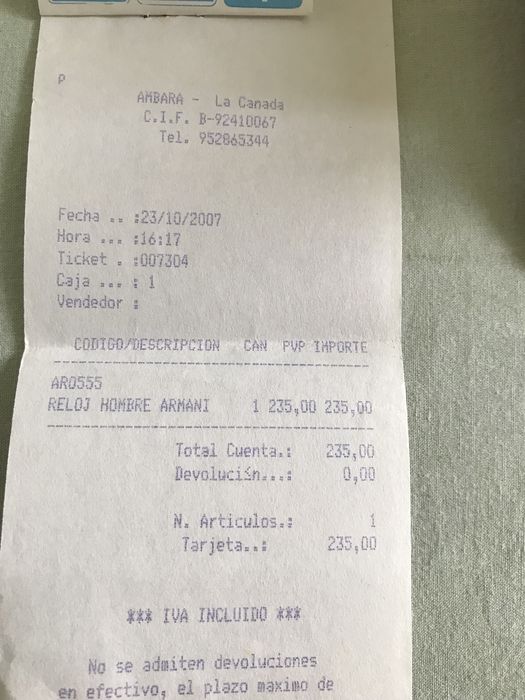 P
AMBARA - La Canada
C.I.F. B-92410067
Tel. 952865344
Fecha .. :23/10/2007
Hora ... :16:17
Ticket . :007304
Caja ... : 1
Vendedor :
CODIGO/DESCRIPCION CAN PVP IMPORTE
AR0555
RELOJ HOMBRE ARMANI 1 235,00 235,00
Total Cuenta.: 235,00
Devolución...: 0,00
N. Articulos.: 1
Tarjeta..: 235,00
*** IVA INCLUIDO ***
No se admiten devoluciones
en efectivo, el plazo maximo de